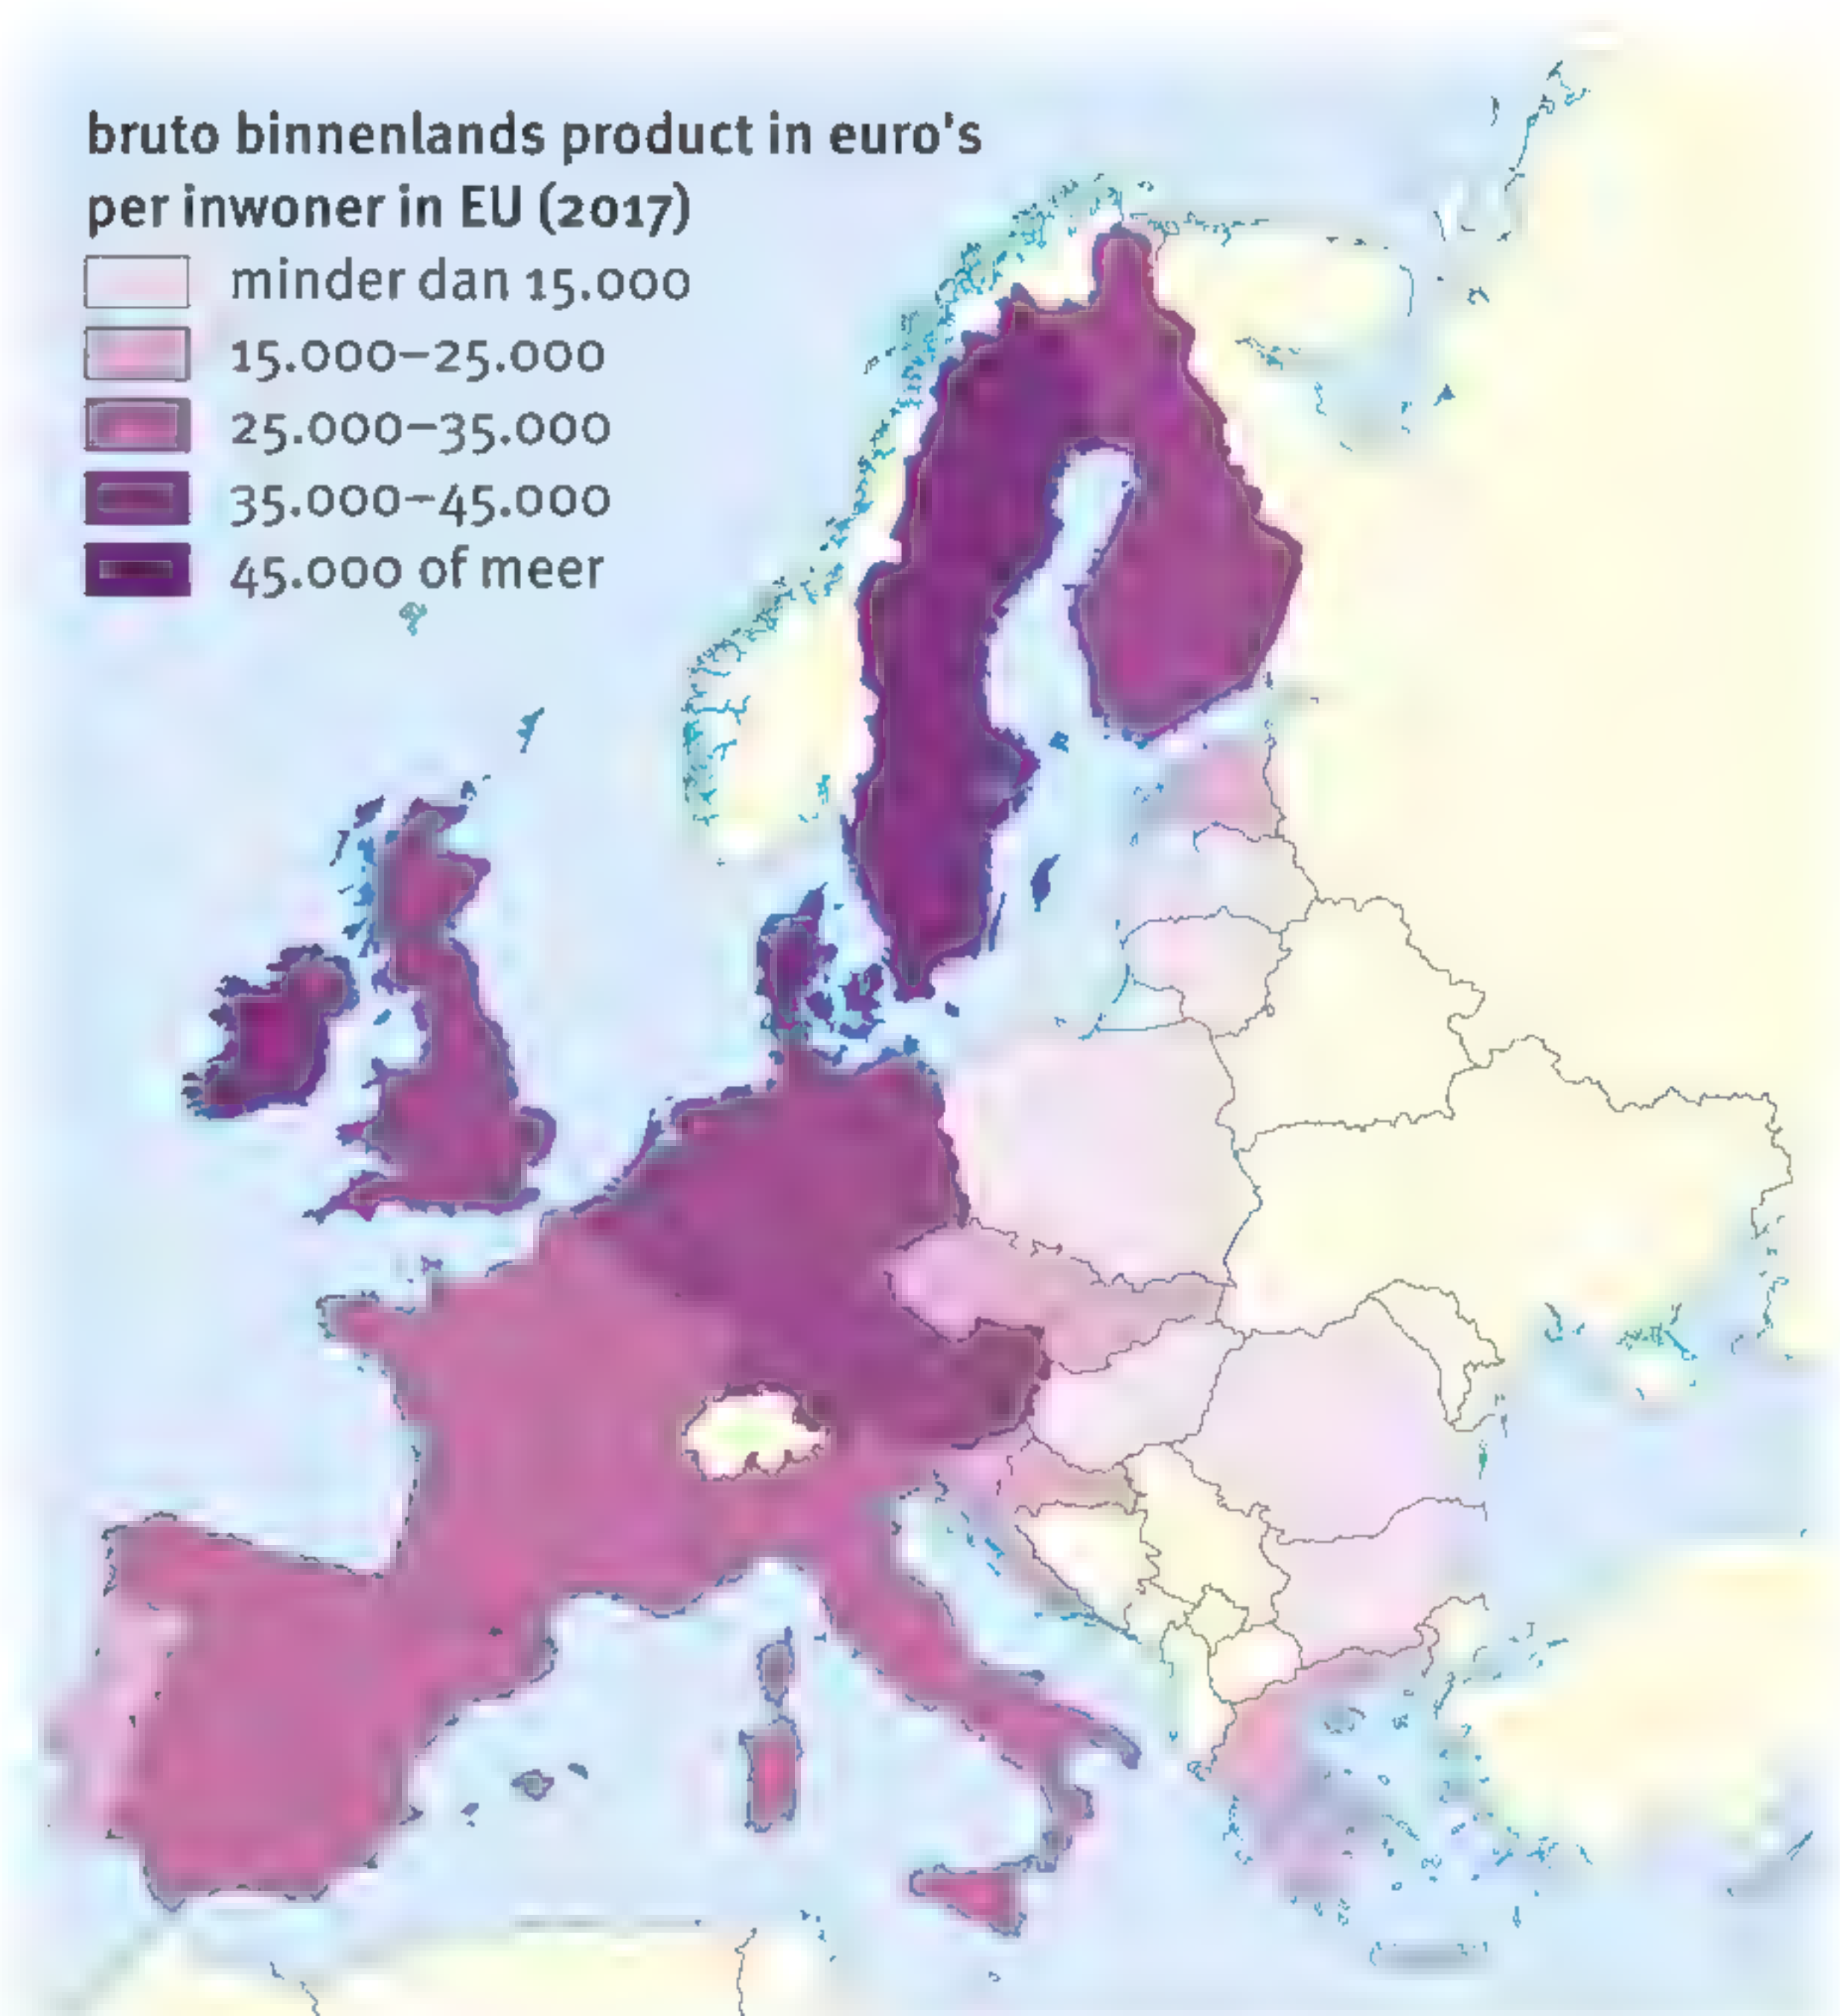 bruto binnenlands product in euro's
per inwoner in EU (2017)
minder dan 15.000
15.000–25.000
25.000–35.000
35.000–45.000
45.000 of meer